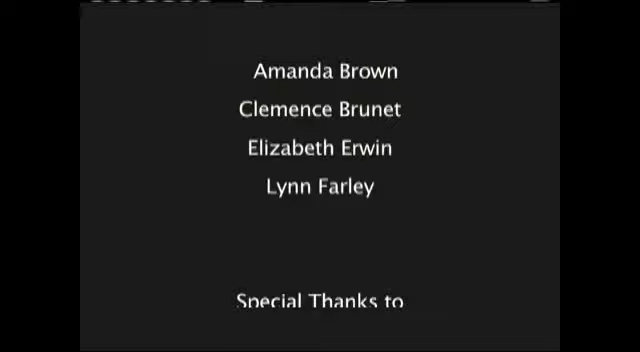 Amanda Brown
Clemence Brunet
Elizabeth Erwin
Lynn Farley
Special Thanks to